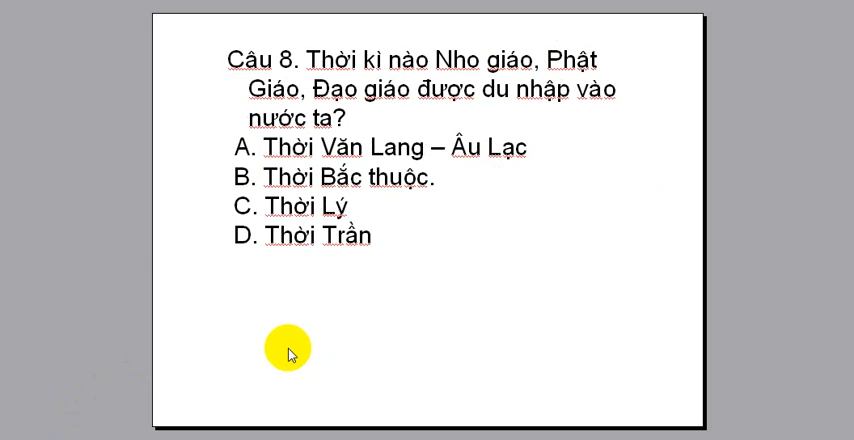 Câu 8. Thời kì nào Nho giáo, Phật
Giáo, Đạo giáo được du nhập vào
nước ta?
A. Thời Văn Lang – Âu Lạc
B. Thời Bắc thuộc.
C. Thời Lý
D. Thời Trần